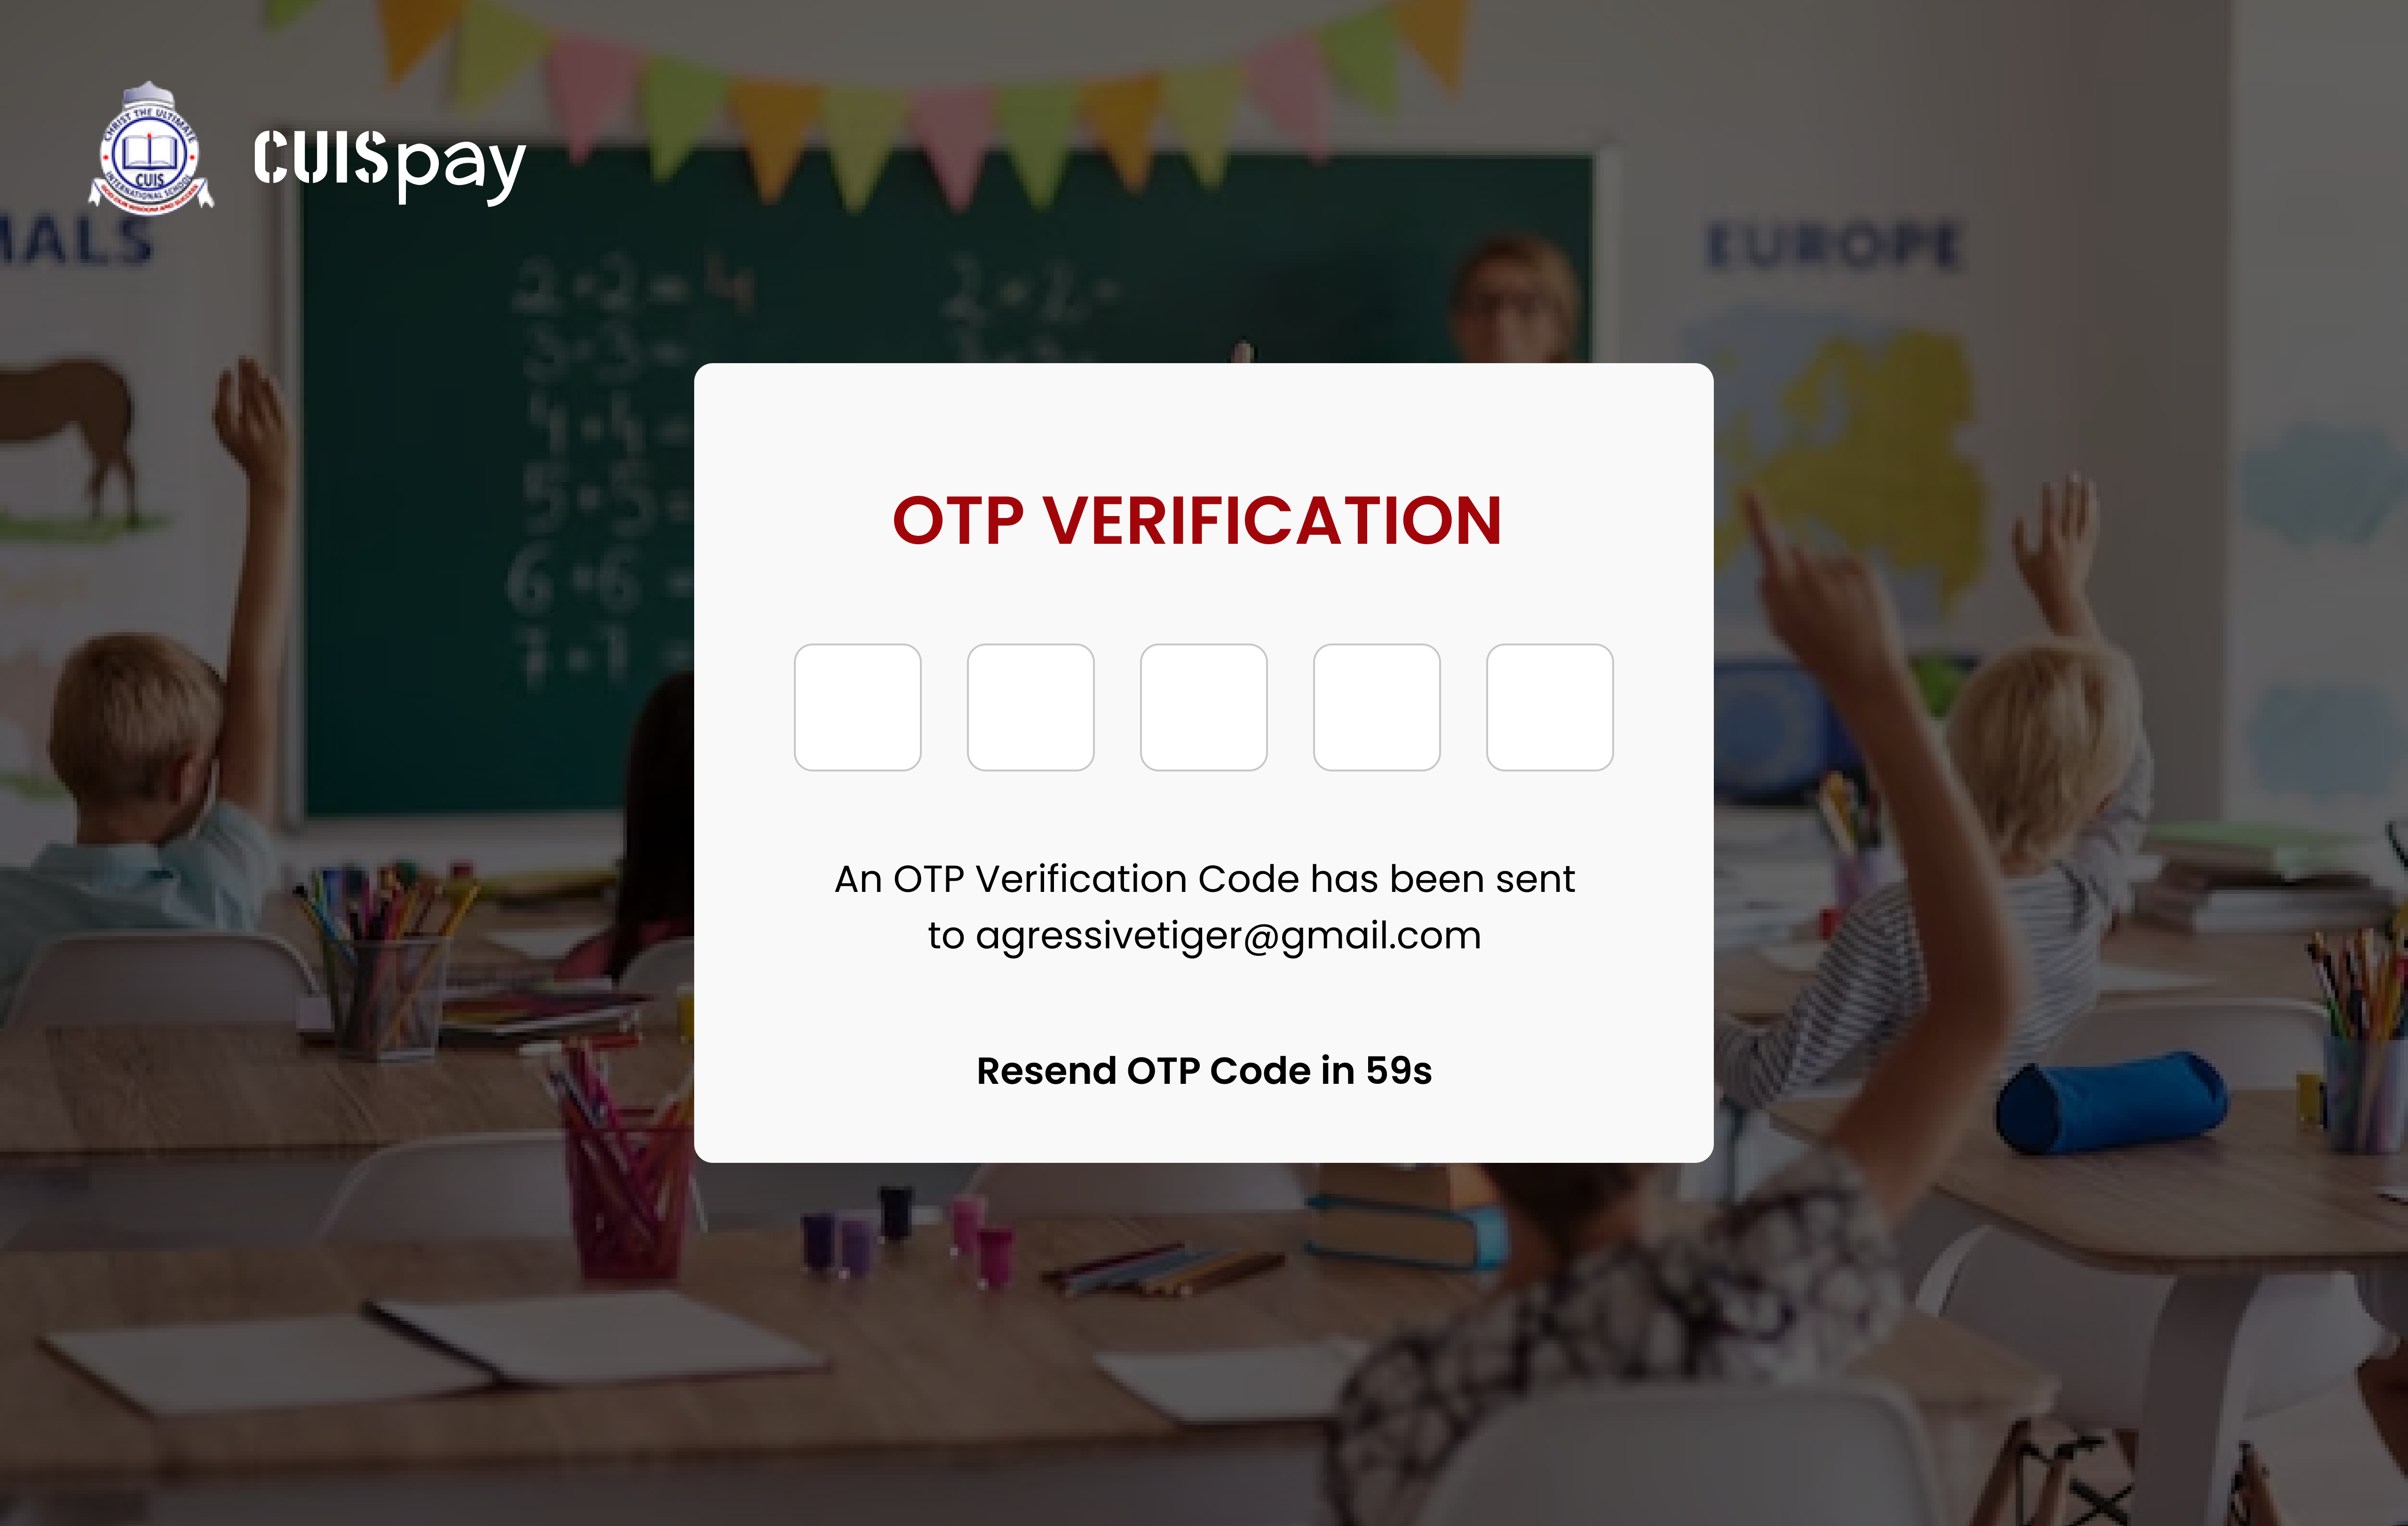 CHRIST THE ULTIMATE
CUIS
INTERNATIONAL SCHOOL
CUISpay
MALS
EUROPE
2+2=4
2+2=
3+3=
4+4=
5+5=
6+6=
7+7=
OTP VERIFICATION
An OTP Verification Code has been sent
to agressivetiger@gmail.com
Resend OTP Code in 59s